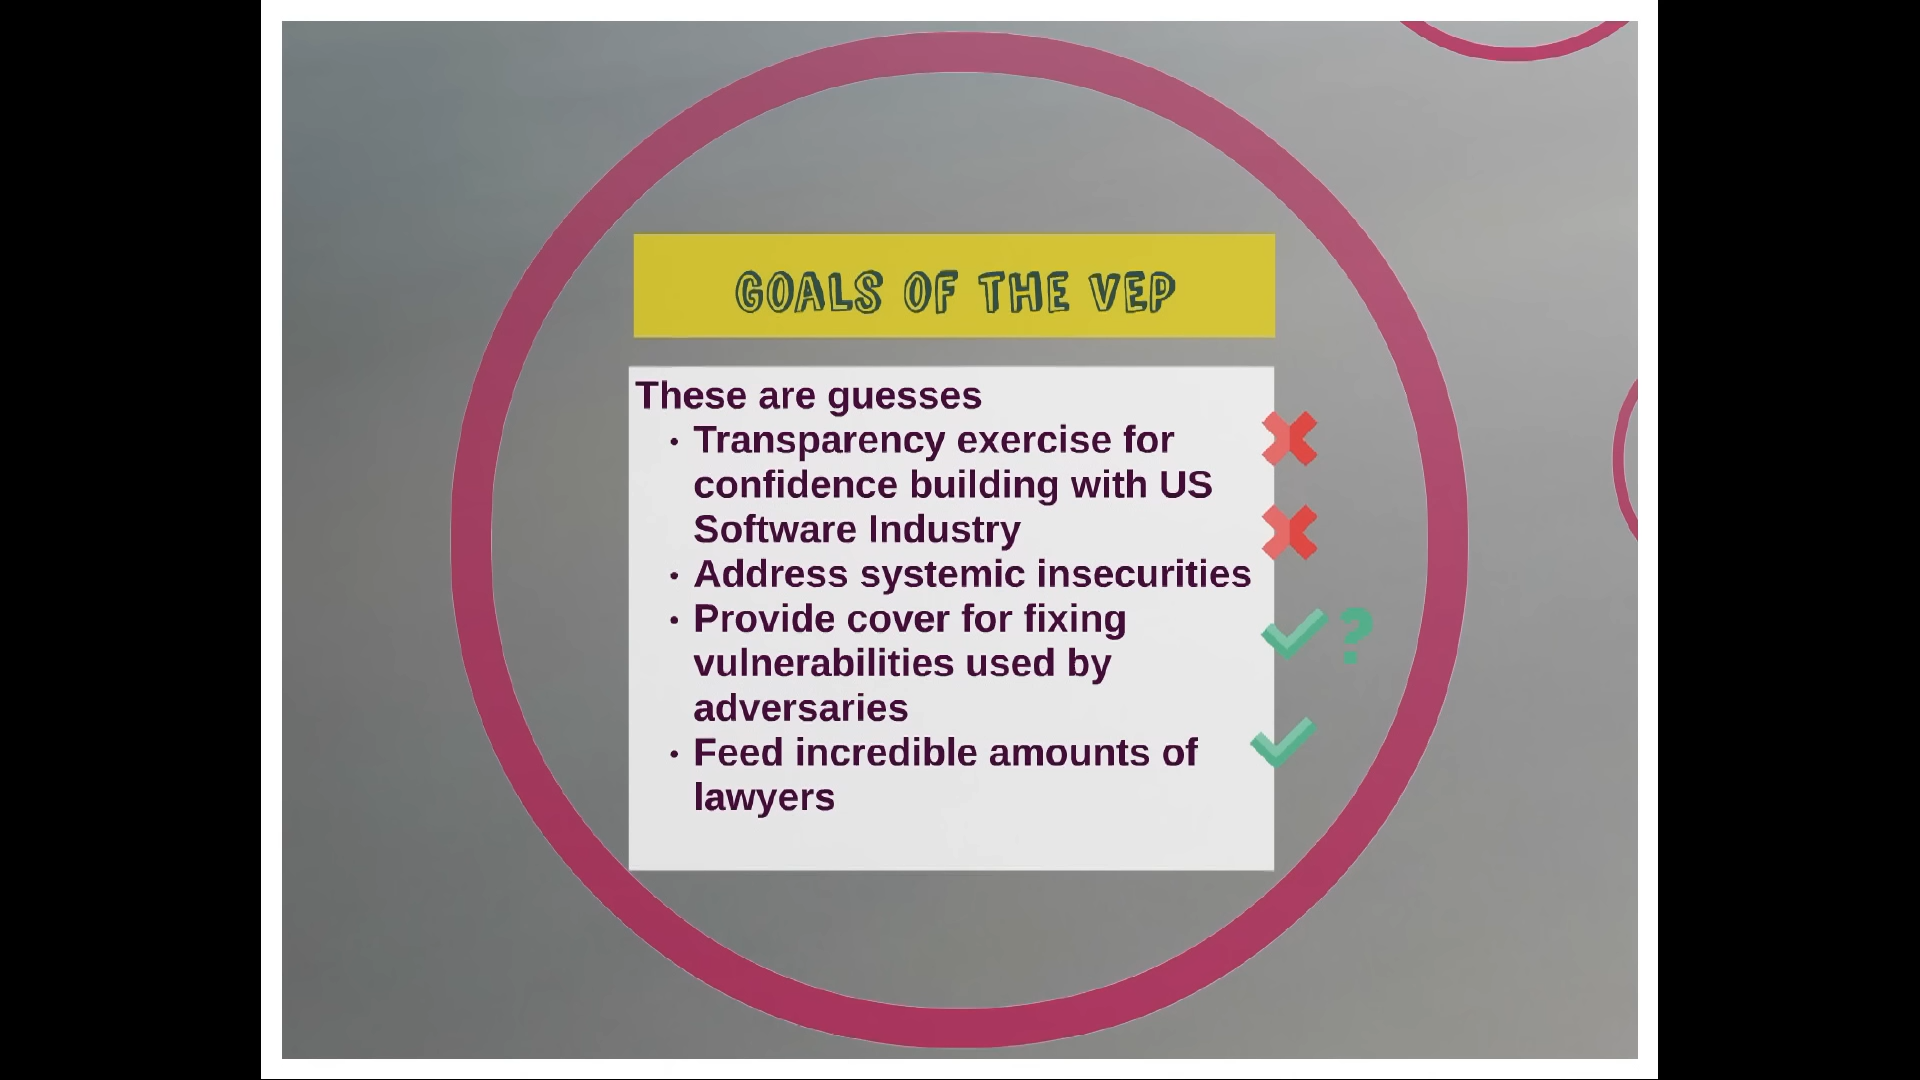 GOALS OF THE VEP
These are guesses
• Transparency exercise for
confidence building with US
Software Industry
• Address systemic insecurities
• Provide cover for fixing
vulnerabilities used by
adversaries
• Feed incredible amounts of
lawyers
?